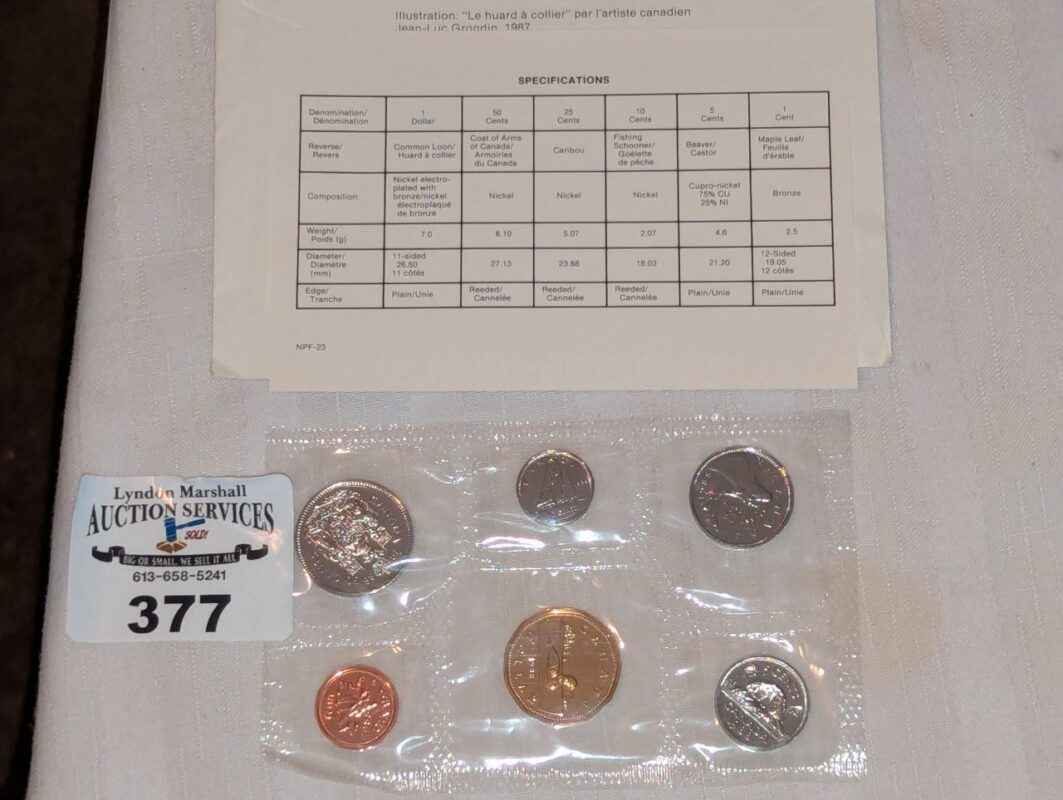 Illustration: "Le huard à collier" par l'artiste canadien
Jean-Luc Grondin, 1987
SPECIFICATIONS
Denomination/ Dénomination
1 Dollar
50 Cents
25 Cents
10 Cents
5 Cents
1 Cent
Reverse/ Revers
Common Loon/ Huard à collier
Coat of Arms of Canada/ Armoiries du Canada
Caribou
Fishing Schooner/ Goélette de pêche
Beaver/ Castor
Maple Leaf/ Feuille d'érable
Composition
Nickel electro- plated with bronze/nickel électroplaqué de bronze
Nickel
Nickel
Nickel
Cupro-nickel 75% CU 25% NI
Bronze
Weight/ Poids (g)
7.0
8.10
5.07
2.07
4.6
2.5
Diameter/ Diamètre (mm)
11-sided 26.50 11 côtés
27.13
23.88
18.03
21.20
12-Sided 19.05 12 côtés
Edge/ Tranche
Plain/Unie
Reeded/ Cannelée
Reeded/ Cannelée
Reeded/ Cannelée
Plain/Unie
Plain/Unie
NPF-23
Lyndon Marshall
AUCTION SERVICES
SOLD!
BIG OR SMALL, WE SELL IT ALL
613-658-5241
377